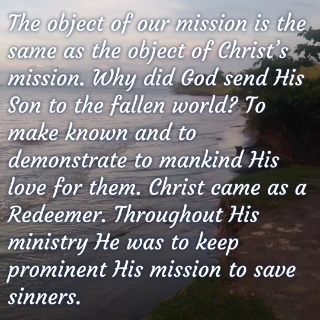 The object of our mission is the
same as the object of Christ's
mission. Why did God send His
Son to the fallen world? To
make known and to
demonstrate to mankind His
love for them. Christ came as a
Redeemer. Throughout His
ministry He was to keep
prominent His mission to save
sinners.